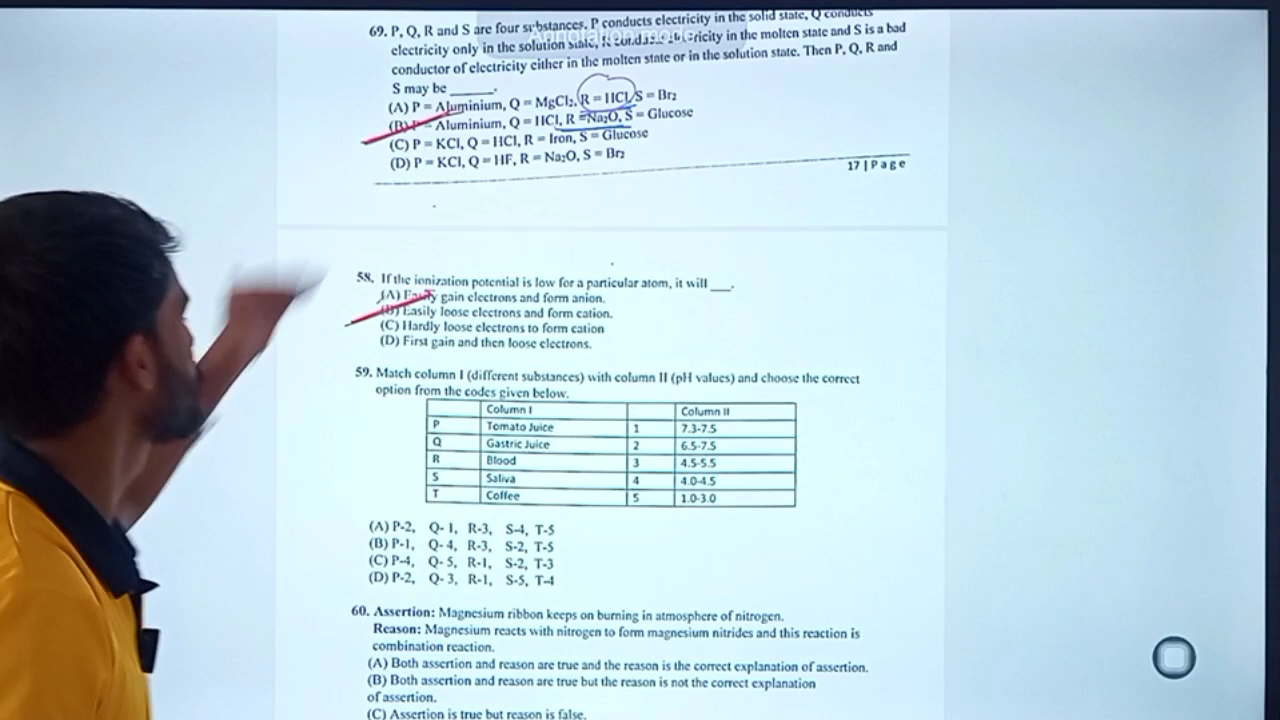 69. P, Q, R and S are four substances. P conducts electricity in the solid state, Q conducts
electricity only in the solution state, R electricity in the molten state and S is a bad
conductor of electricity either in the molten state or in the solution state. Then P, Q, R and
S may be ______.
(A) P = Aluminium, Q = MgCl₂, R = HCl, S = Br₂
(B) P = Aluminium, Q = HCl, R = Na₂O, S = Glucose
(C) P = KCl, Q = HCl, R = Iron, S = Glucose
(D) P = KCl, Q = HF, R = Na₂O, S = Br₂
17 | Page
Annotation mode
58. If the ionization potential is low for a particular atom, it will ___.
(A) Easily gain electrons and form anion.
(B) Easily loose electrons and form cation.
(C) Hardly loose electrons to form cation
(D) First gain and then loose electrons.
59. Match column I (different substances) with column II (pH values) and choose the correct
option from the codes given below.
Column I Column II
P Tomato Juice 1 7.3-7.5
Q Gastric Juice 2 6.5-7.5
R Blood 3 4.5-5.5
S Saliva 4 4.0-4.5
T Coffee 5 1.0-3.0
(A) P-2, Q- 1, R-3, S-4, T-5
(B) P-1, Q- 4, R-3, S-2, T-5
(C) P-4, Q- 5, R-1, S-2, T-3
(D) P-2, Q- 3, R-1, S-5, T-4
60. Assertion: Magnesium ribbon keeps on burning in atmosphere of nitrogen.
Reason: Magnesium reacts with nitrogen to form magnesium nitrides and this reaction is
combination reaction.
(A) Both assertion and reason are true and the reason is the correct explanation of assertion.
(B) Both assertion and reason are true but the reason is not the correct explanation
of assertion.
(C) Assertion is true but reason is false.